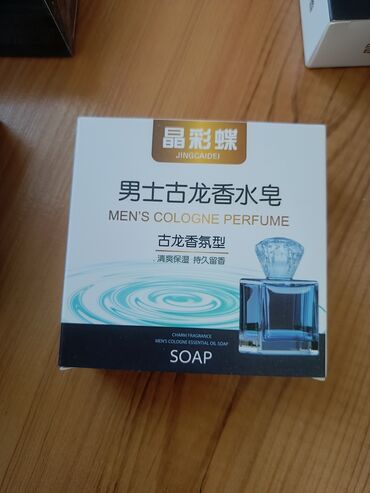 晶彩蝶
JINGCAIDEI
男士古龙香水皂
MEN'S COLOGNE PERFUME
古龙香氛型
清爽保湿 持久留香
CHARM FRAGRANCE
MEN'S COLOGNE ESSENTIAL OIL SOAP
SOAP